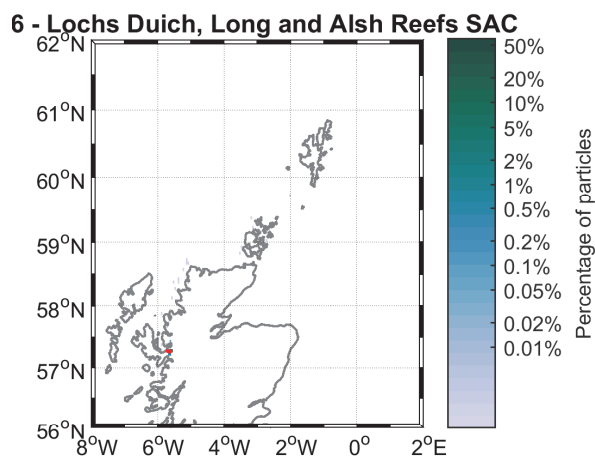 6 - Lochs Duich, Long and Alsh Reefs SAC
62°N
61°N
60°N
59°N
58°N
57°N
56°N
8°W 6°W 4°W 2°W 0° 2°E
50%
20%
10%
5%
2%
1%
0.5%
0.2%
0.1%
0.05%
0.02%
0.01%
Percentage of particles